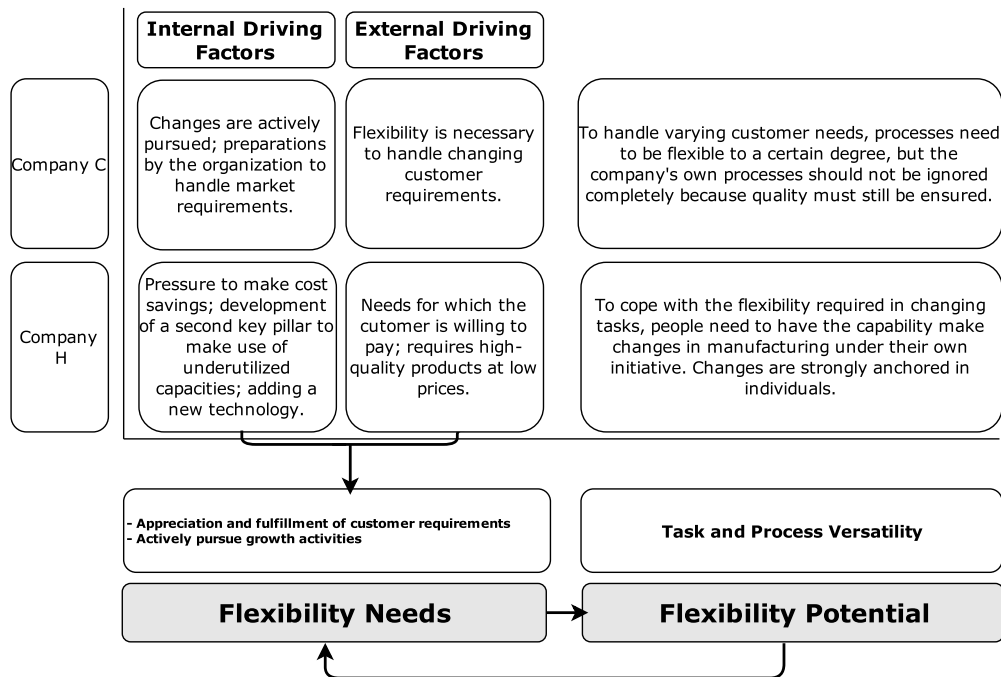 Internal Driving
Factors
External Driving
Factors
Company C
Changes are actively
pursued; preparations
by the organization to
handle market
requirements.
Flexibility is necessary
to handle changing
customer
requirements.
To handle varying customer needs, processes need
to be flexible to a certain degree, but the
company's own processes should not be ignored
completely because quality must still be ensured.
Company
H
Pressure to make cost
savings; development
of a second key pillar to
make use of
underutilized
capacities; adding a
new technology.
Needs for which the
cutomer is willing to
pay; requires high-
quality products at low
prices.
To cope with the flexibility required in changing
tasks, people need to have the capability make
changes in manufacturing under their own
initiative. Changes are strongly anchored in
individuals.
- Appreciation and fulfillment of customer requirements
- Actively pursue growth activities
Task and Process Versatility
Flexibility Needs
Flexibility Potential